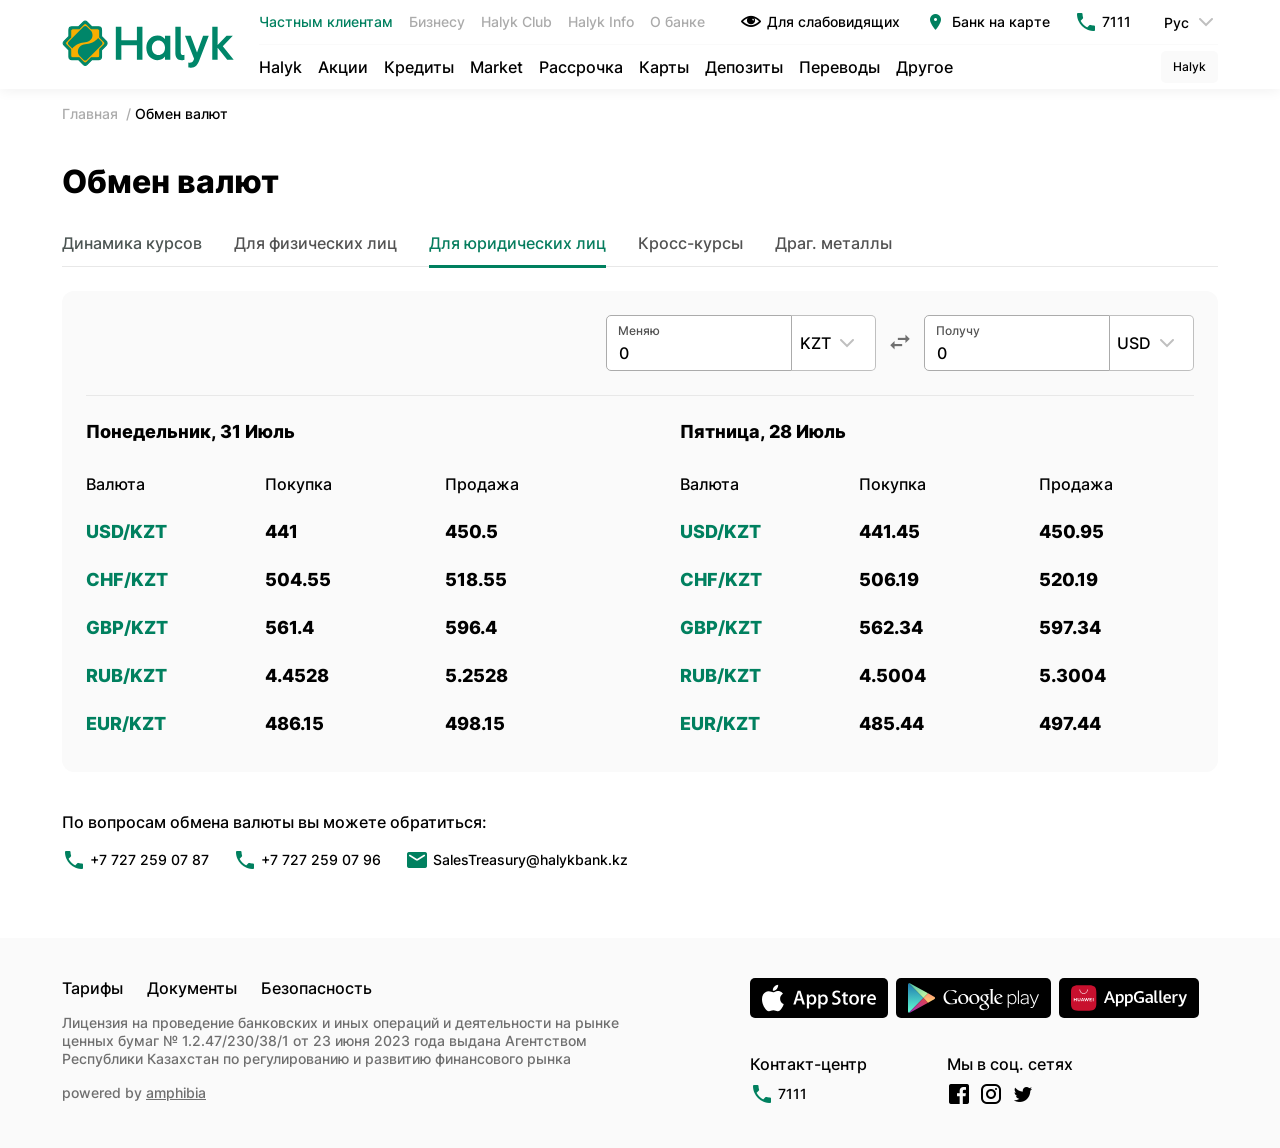 Halyk
Частным клиентам Бизнесу Halyk Club Halyk Info О банке Для слабовидящих Банк на карте 7111 Рус
Halyk Акции Кредиты Market Рассрочка Карты Депозиты Переводы Другое Halyk
Главная / Обмен валют
Обмен валют
Динамика курсов Для физических лиц Для юридических лиц Кросс-курсы Драг. металлы
Меняю Получу
0 KZT 0 USD
Понедельник, 31 Июль Пятница, 28 Июль
Валюта Покупка Продажа Валюта Покупка Продажа
USD/KZT 441 450.5 USD/KZT 441.45 450.95
CHF/KZT 504.55 518.55 CHF/KZT 506.19 520.19
GBP/KZT 561.4 596.4 GBP/KZT 562.34 597.34
RUB/KZT 4.4528 5.2528 RUB/KZT 4.5004 5.3004
EUR/KZT 486.15 498.15 EUR/KZT 485.44 497.44
По вопросам обмена валюты вы можете обратиться:
+7 727 259 07 87 +7 727 259 07 96 SalesTreasury@halykbank.kz
Тарифы Документы Безопасность
Лицензия на проведение банковских и иных операций и деятельности на рынке
ценных бумаг № 1.2.47/230/38/1 от 23 июня 2023 года выдана Агентством
Республики Казахстан по регулированию и развитию финансового рынка
powered by amphibia
App Store Google play HUAWEI AppGallery
Контакт-центр Мы в соц. сетях
7111